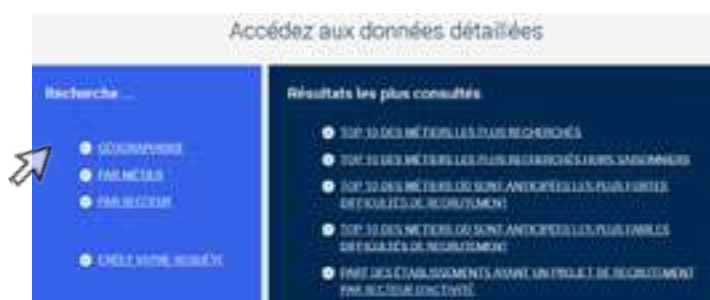 Accédez aux données détaillées
Recherche ...
GÉOGRAPHIQUE
PAR MÉTIER
PAR SECTEUR
CRÉEZ VOTRE REQUÊTE
Résultats les plus consultés
TOP 10 DES MÉTIERS LES PLUS RECHERCHÉS
TOP 10 DES MÉTIERS LES PLUS RECHERCHÉS HORS SAISONNIERS
TOP 10 DES MÉTIERS OÙ SONT ANTICIPÉES LES PLUS FORTES
DIFFICULTÉS DE RECRUTEMENT
TOP 10 DES MÉTIERS OÙ SONT ANTICIPÉES LES PLUS FAIBLES
DIFFICULTÉS DE RECRUTEMENT
PART DES ÉTABLISSEMENTS AYANT UN PROJET DE RECRUTEMENT
PAR SECTEUR D'ACTIVITÉ